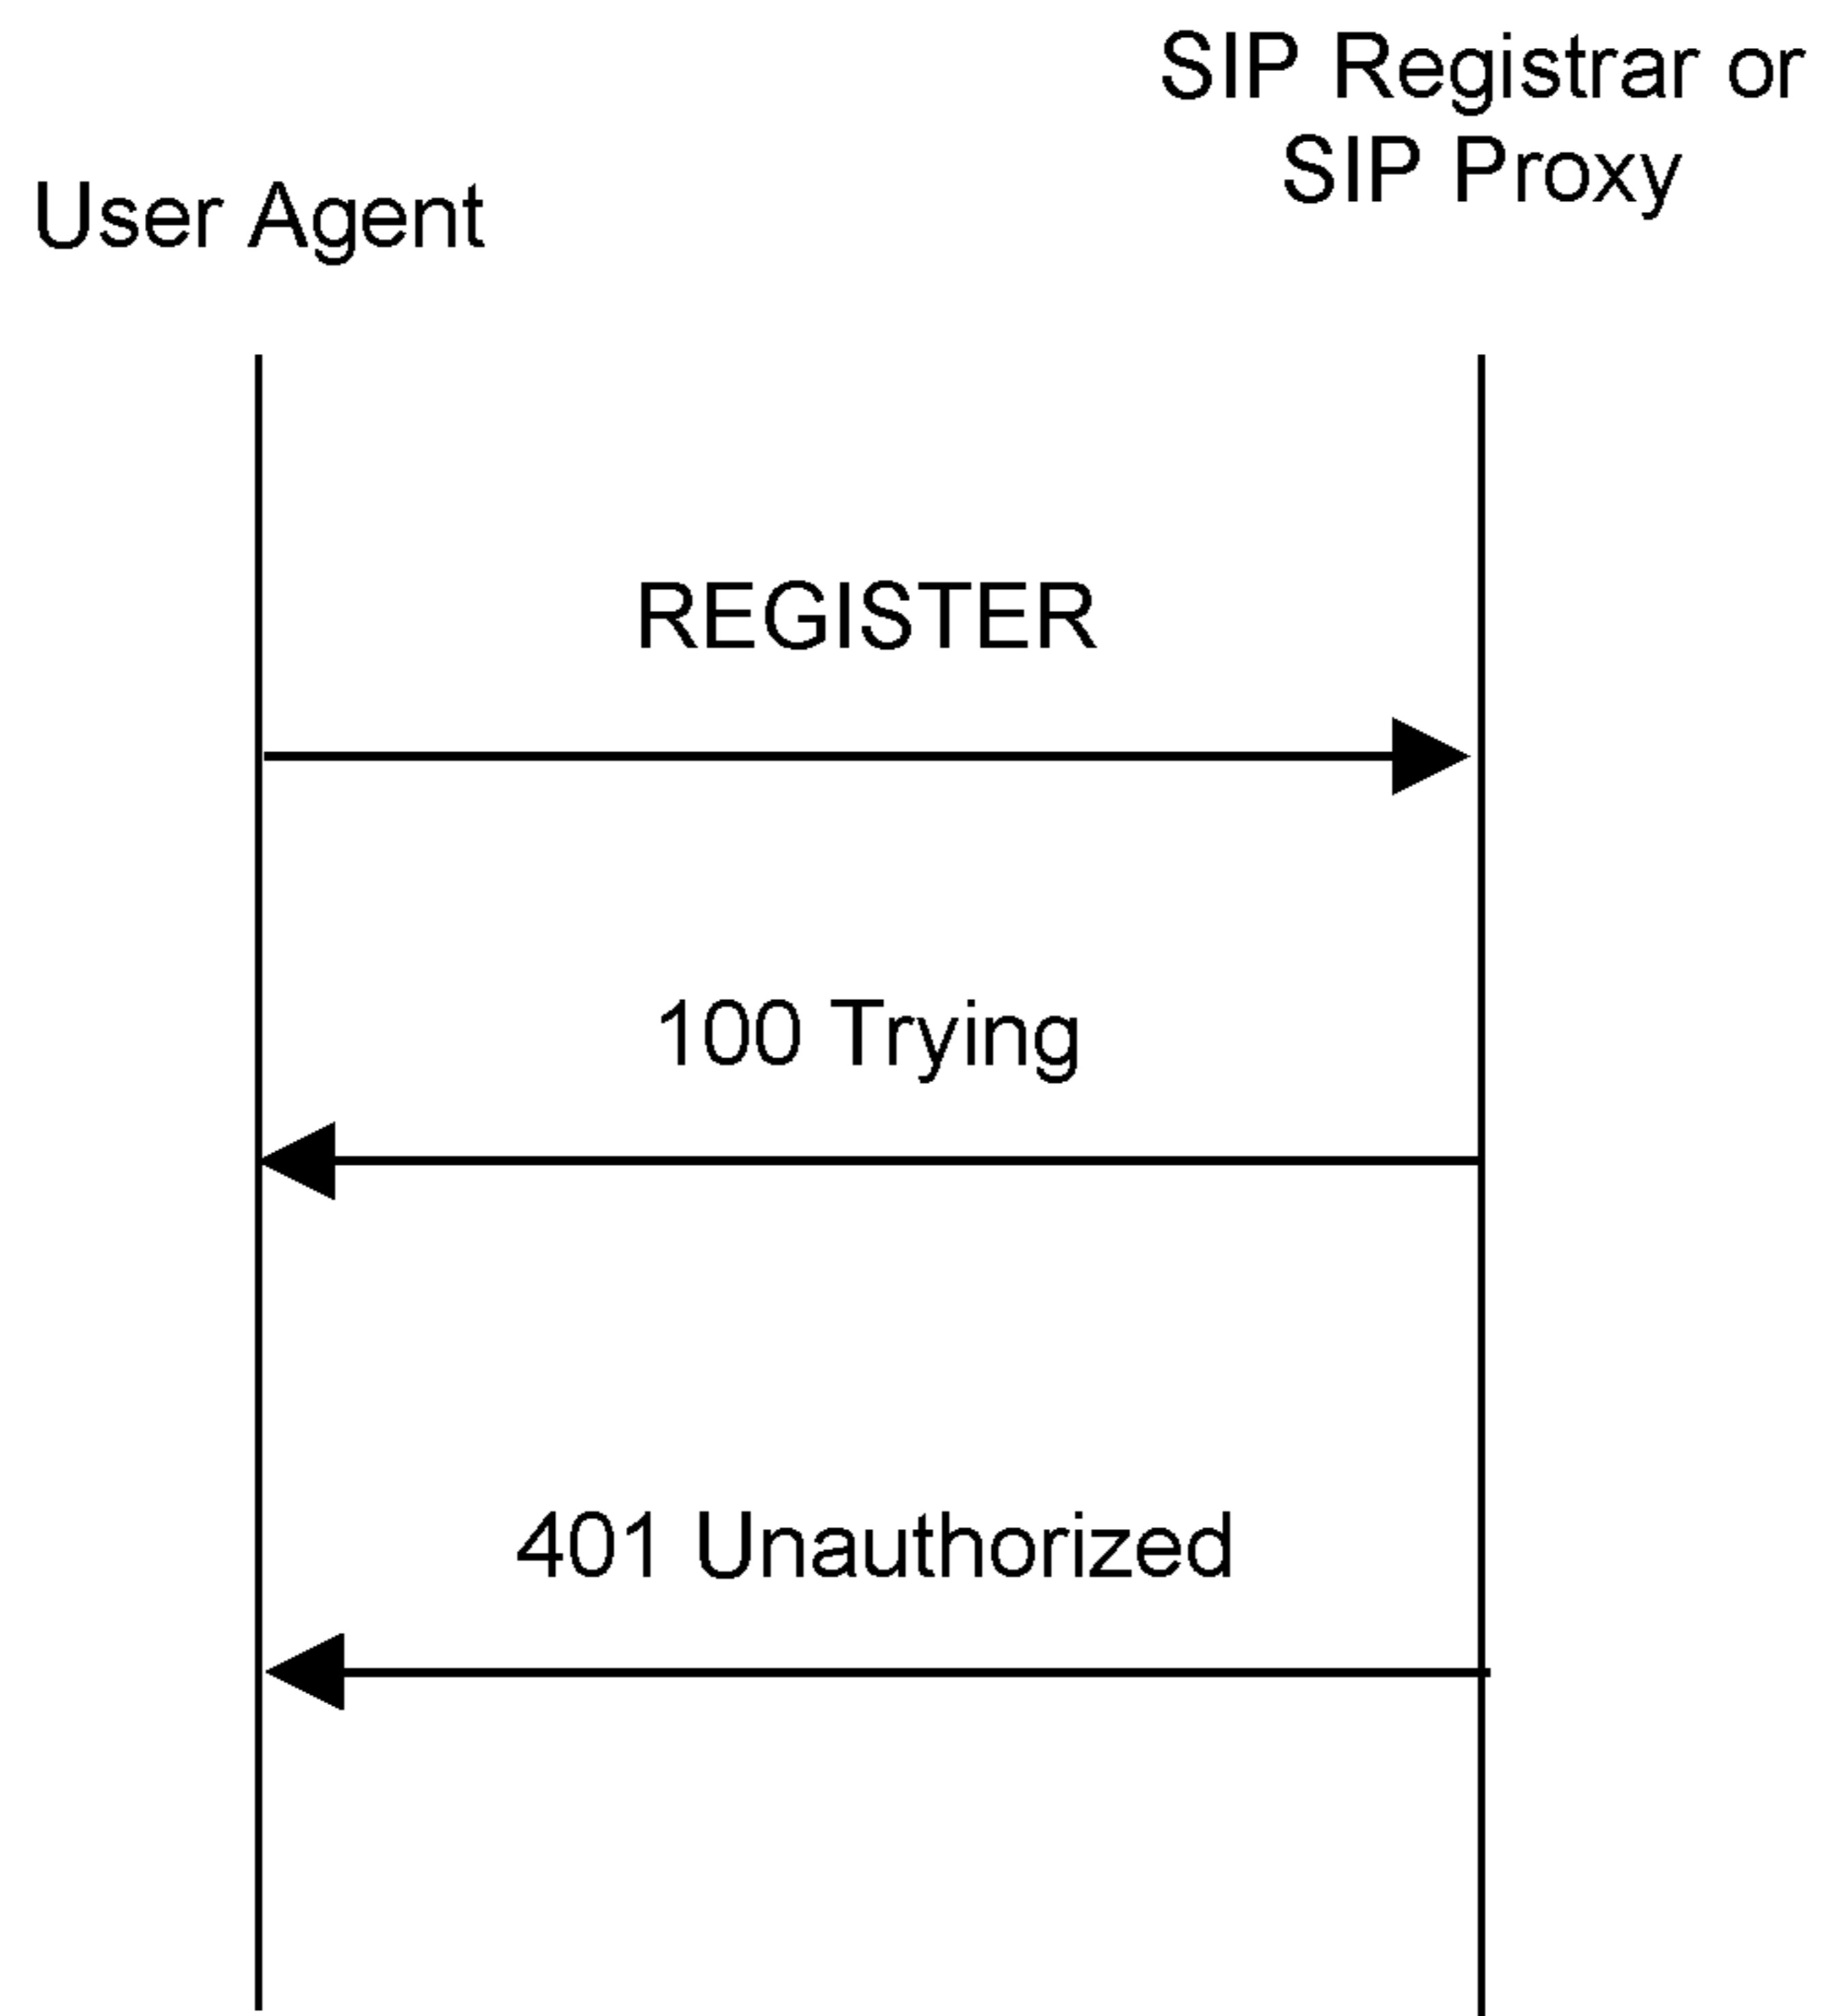 SIP Registrar or
SIP Proxy
User Agent
REGISTER
100 Trying
401 Unauthorized